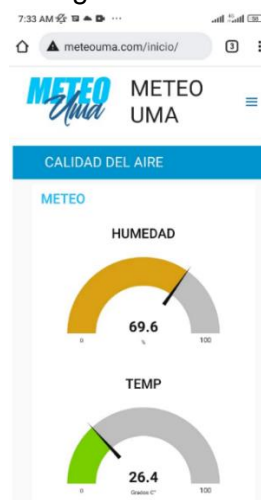 7:33 AM
meteouma.com/inicio/
3
METEO
Uma
METEO
UMA
CALIDAD DEL AIRE
METEO
HUMEDAD
69.6
%
0
100
TEMP
26.4
Grados C°
0
100